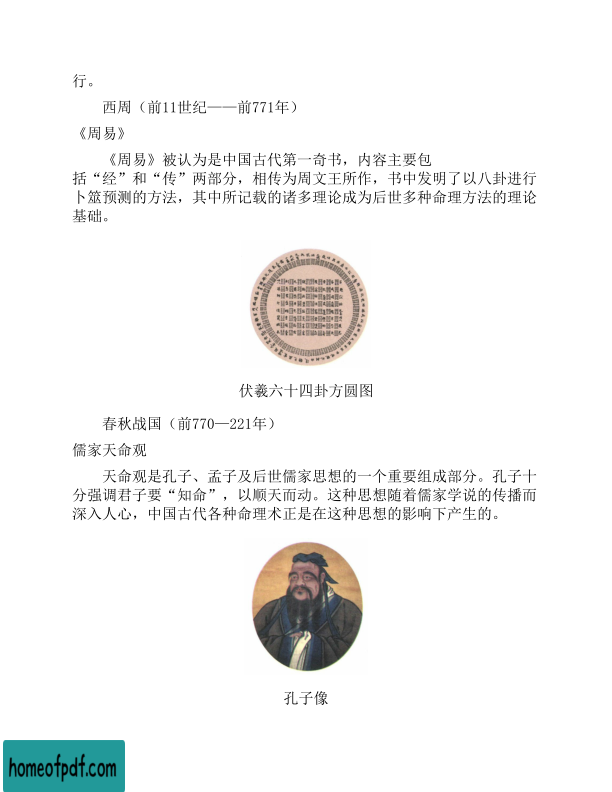 行。
西周（前11世纪——前771年）
《周易》
《周易》被认为是中国古代第一奇书，内容主要包
括“经”和“传”两部分，相传为周文王所作，书中发明了以八卦进行
卜筮预测的方法，其中所记载的诸多理论成为后世多种命理方法的理论
基础。
伏羲六十四卦方圆图
春秋战国（前770—221年）
儒家天命观
天命观是孔子、孟子及后世儒家思想的一个重要组成部分。孔子十
分强调君子要“知命”，以顺天而动。这种思想随着儒家学说的传播而
深入人心，中国古代各种命理术正是在这种思想的影响下产生的。
孔子像
homeofpdf.com